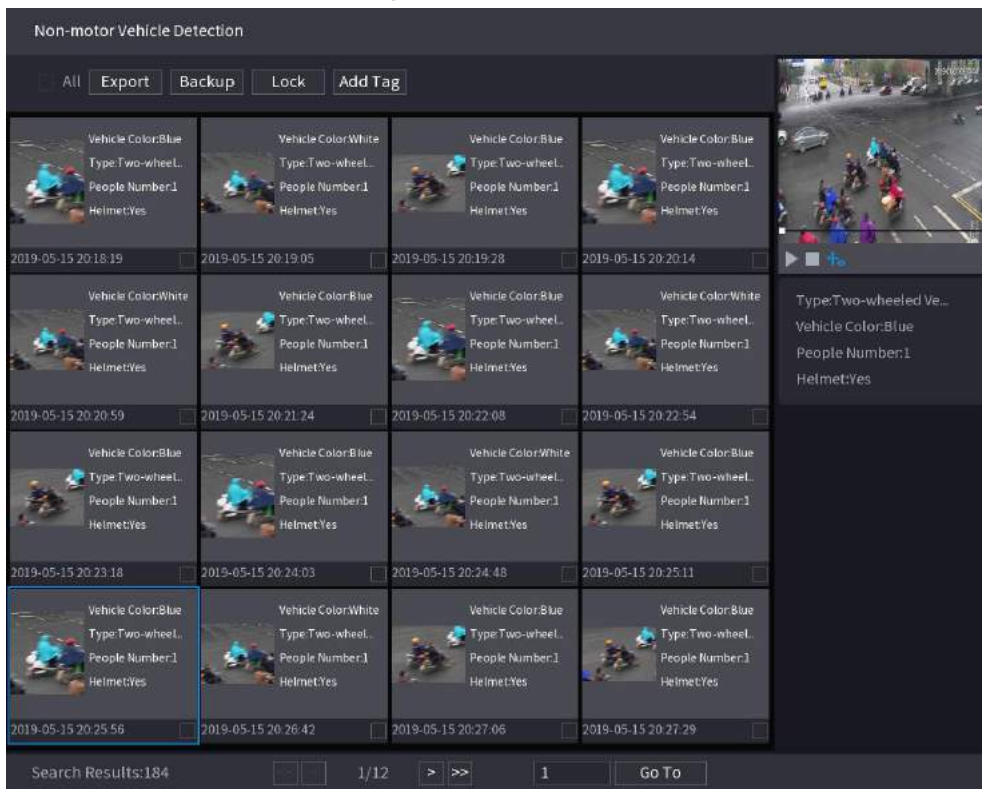 Non-motor Vehicle Detection
All Export Backup Lock Add Tag
Vehicle Color:Blue
Type:Two-wheel..
People Number:1
Helmet:Yes
2019-05-15 20:18:19
Vehicle Color:White
Type:Two-wheel..
People Number:1
Helmet:Yes
2019-05-15 20:19:05
Vehicle Color:Blue
Type:Two-wheel..
People Number:1
Helmet:Yes
2019-05-15 20:19:28
Vehicle Color:Blue
Type:Two-wheel..
People Number:1
Helmet:Yes
2019-05-15 20:20:14
Vehicle Color:White
Type:Two-wheel..
People Number:1
Helmet:Yes
2019-05-15 20:20:59
Vehicle Color:Blue
Type:Two-wheel..
People Number:1
Helmet:Yes
2019-05-15 20:21:24
Vehicle Color:Blue
Type:Two-wheel..
People Number:1
Helmet:Yes
2019-05-15 20:22:08
Vehicle Color:White
Type:Two-wheel..
People Number:1
Helmet:Yes
2019-05-15 20:22:54
Vehicle Color:Blue
Type:Two-wheel..
People Number:1
Helmet:Yes
2019-05-15 20:23:18
Vehicle Color:Blue
Type:Two-wheel..
People Number:1
Helmet:Yes
2019-05-15 20:24:03
Vehicle Color:White
Type:Two-wheel..
People Number:1
Helmet:Yes
2019-05-15 20:24:48
Vehicle Color:Blue
Type:Two-wheel..
People Number:1
Helmet:Yes
2019-05-15 20:25:11
Vehicle Color:Blue
Type:Two-wheel..
People Number:1
Helmet:Yes
2019-05-15 20:25:56
Vehicle Color:White
Type:Two-wheel..
People Number:1
Helmet:Yes
2019-05-15 20:26:42
Vehicle Color:Blue
Type:Two-wheel..
People Number:1
Helmet:Yes
2019-05-15 20:27:06
Vehicle Color:Blue
Type:Two-wheel..
People Number:1
Helmet:Yes
2019-05-15 20:27:29
Type:Two-wheeled Ve...
Vehicle Color:Blue
People Number:1
Helmet:Yes
Search Results:184 1/12 > >> 1 Go To